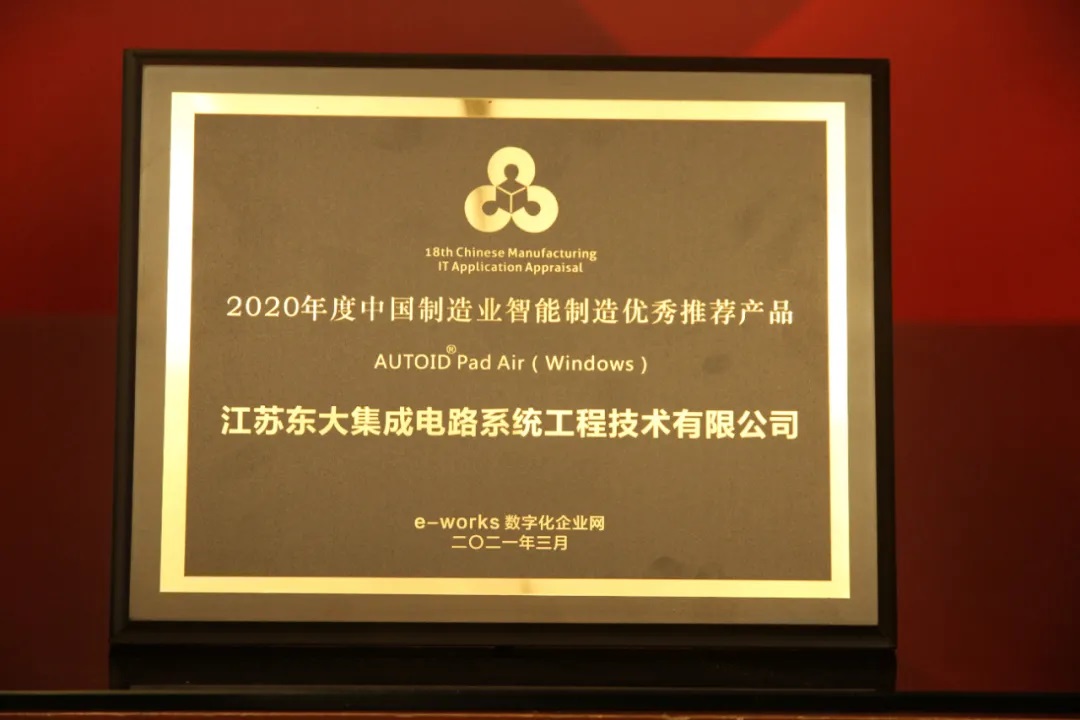 18th Chinese Manufacturing
IT Application Appraisal
2020年度中国制造业智能制造优秀推荐产品
AUTOID® Pad Air（Windows）
江苏东大集成电路系统工程技术有限公司
e-works 数字化企业网
二〇二一年三月